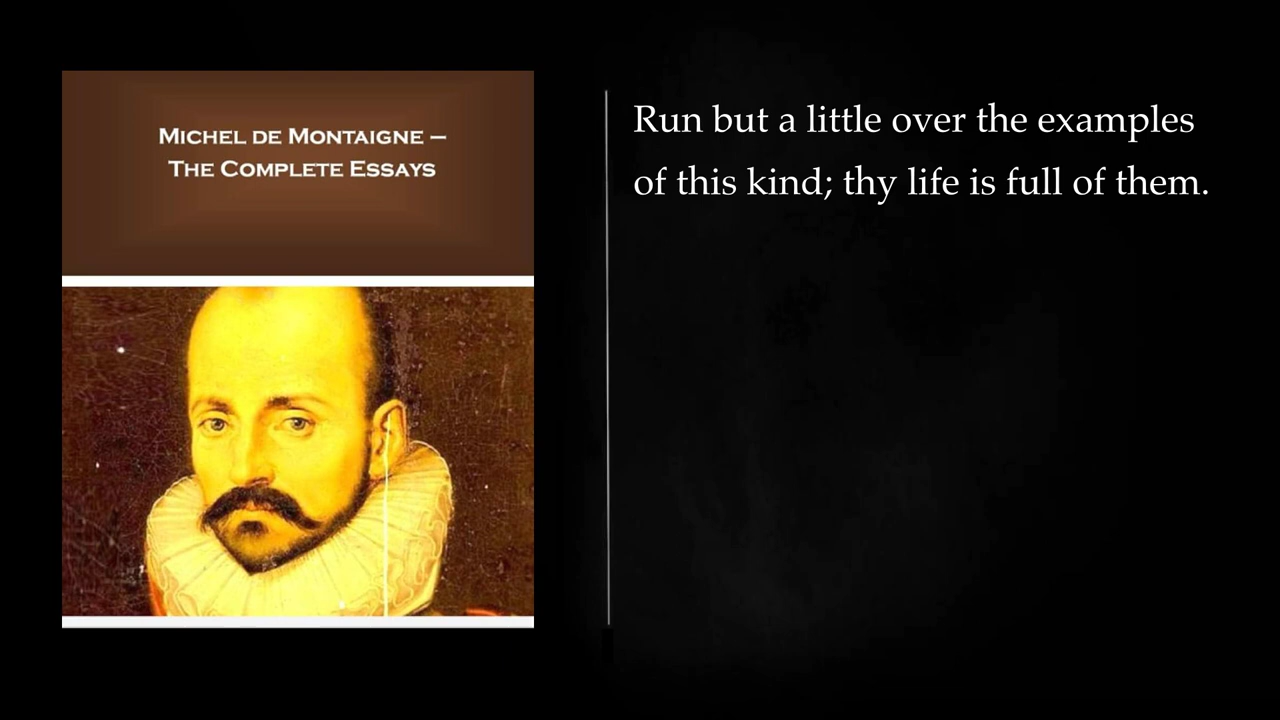 Michel de Montaigne –
The Complete Essays
Run but a little over the examples
of this kind; thy life is full of them.